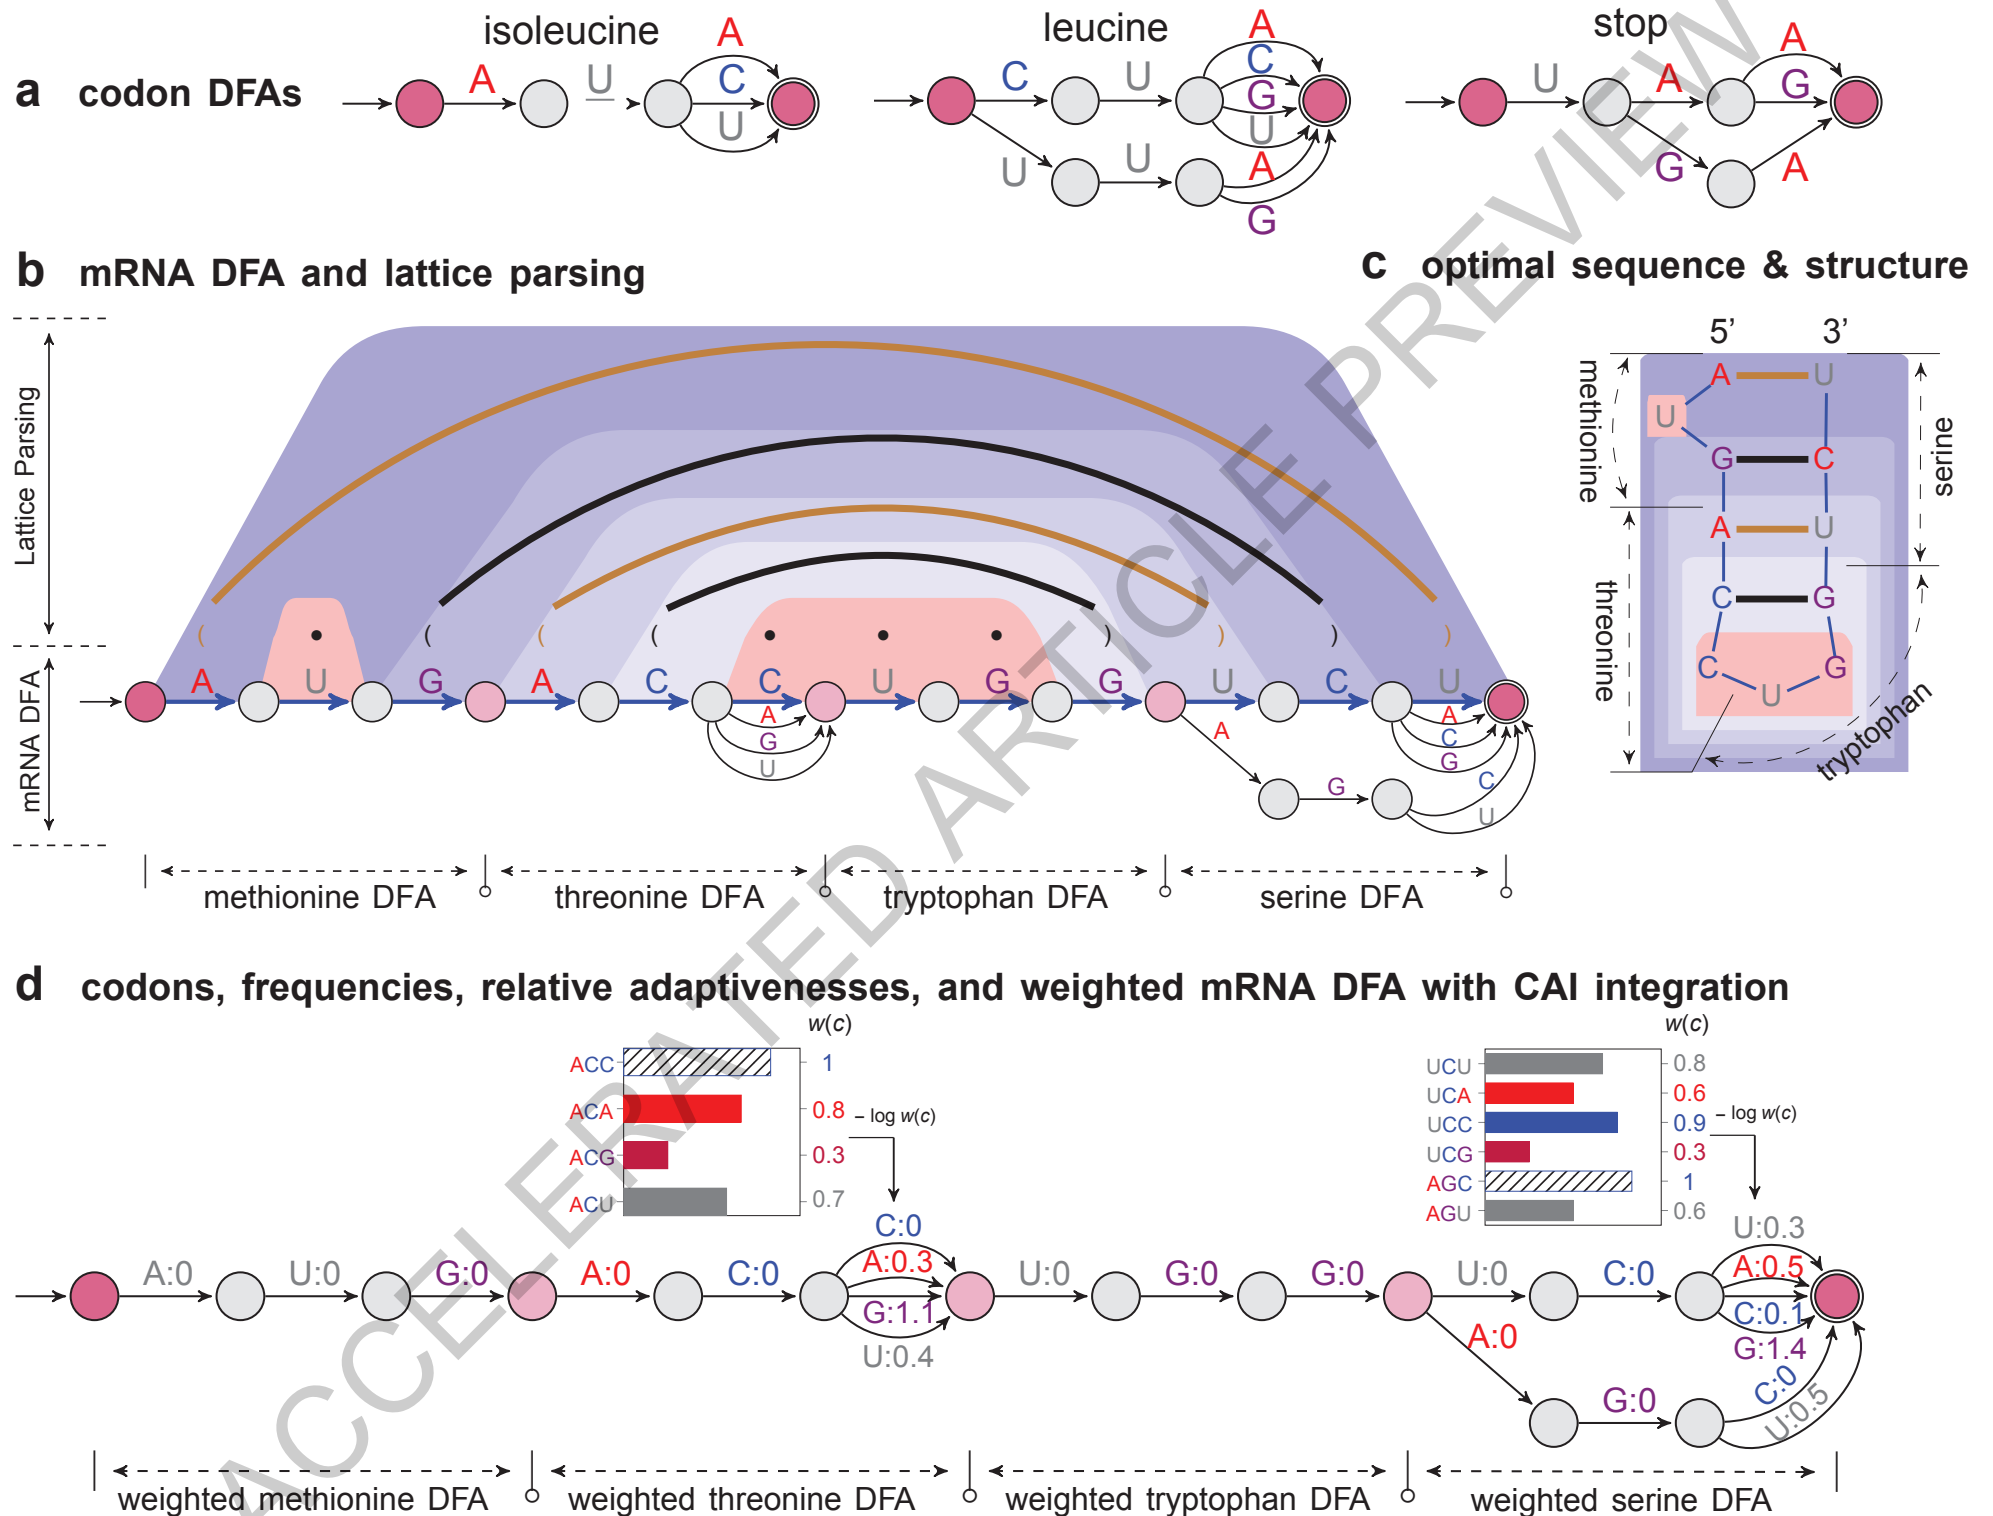 a codon DFAs
isoleucine
A U A C U
leucine
C U A C G U
U U A G
stop
U A A G
G A
b mRNA DFA and lattice parsing
Lattice Parsing
mRNA DFA
( • ( ( ( • • • ) ) ) )
A U G A C C U G G U C U
A G U
A G
A C G
C U
methionine DFA
threonine DFA
tryptophan DFA
serine DFA
c optimal sequence & structure
5’ 3’
A U
U
G C
A U
C G
C G
U
methionine
threonine
serine
tryptophan
d codons, frequencies, relative adaptivenesses, and weighted mRNA DFA with CAI integration
w(c)
ACC 1
ACA 0.8
ACG 0.3
ACU 0.7
– log w(c)
w(c)
UCU 0.8
UCA 0.6
UCC 0.9
UCG 0.3
AGC 1
AGU 0.6
– log w(c)
A:0 U:0 G:0 A:0 C:0
C:0
A:0.3
G:1.1
U:0.4
U:0 G:0 G:0 U:0 C:0
U:0.3
A:0.5
C:0.1
G:1.4
A:0 G:0
C:0
U:0.5
weighted methionine DFA
weighted threonine DFA
weighted tryptophan DFA
weighted serine DFA
ACCELERATED ARTICLE PREVIEW